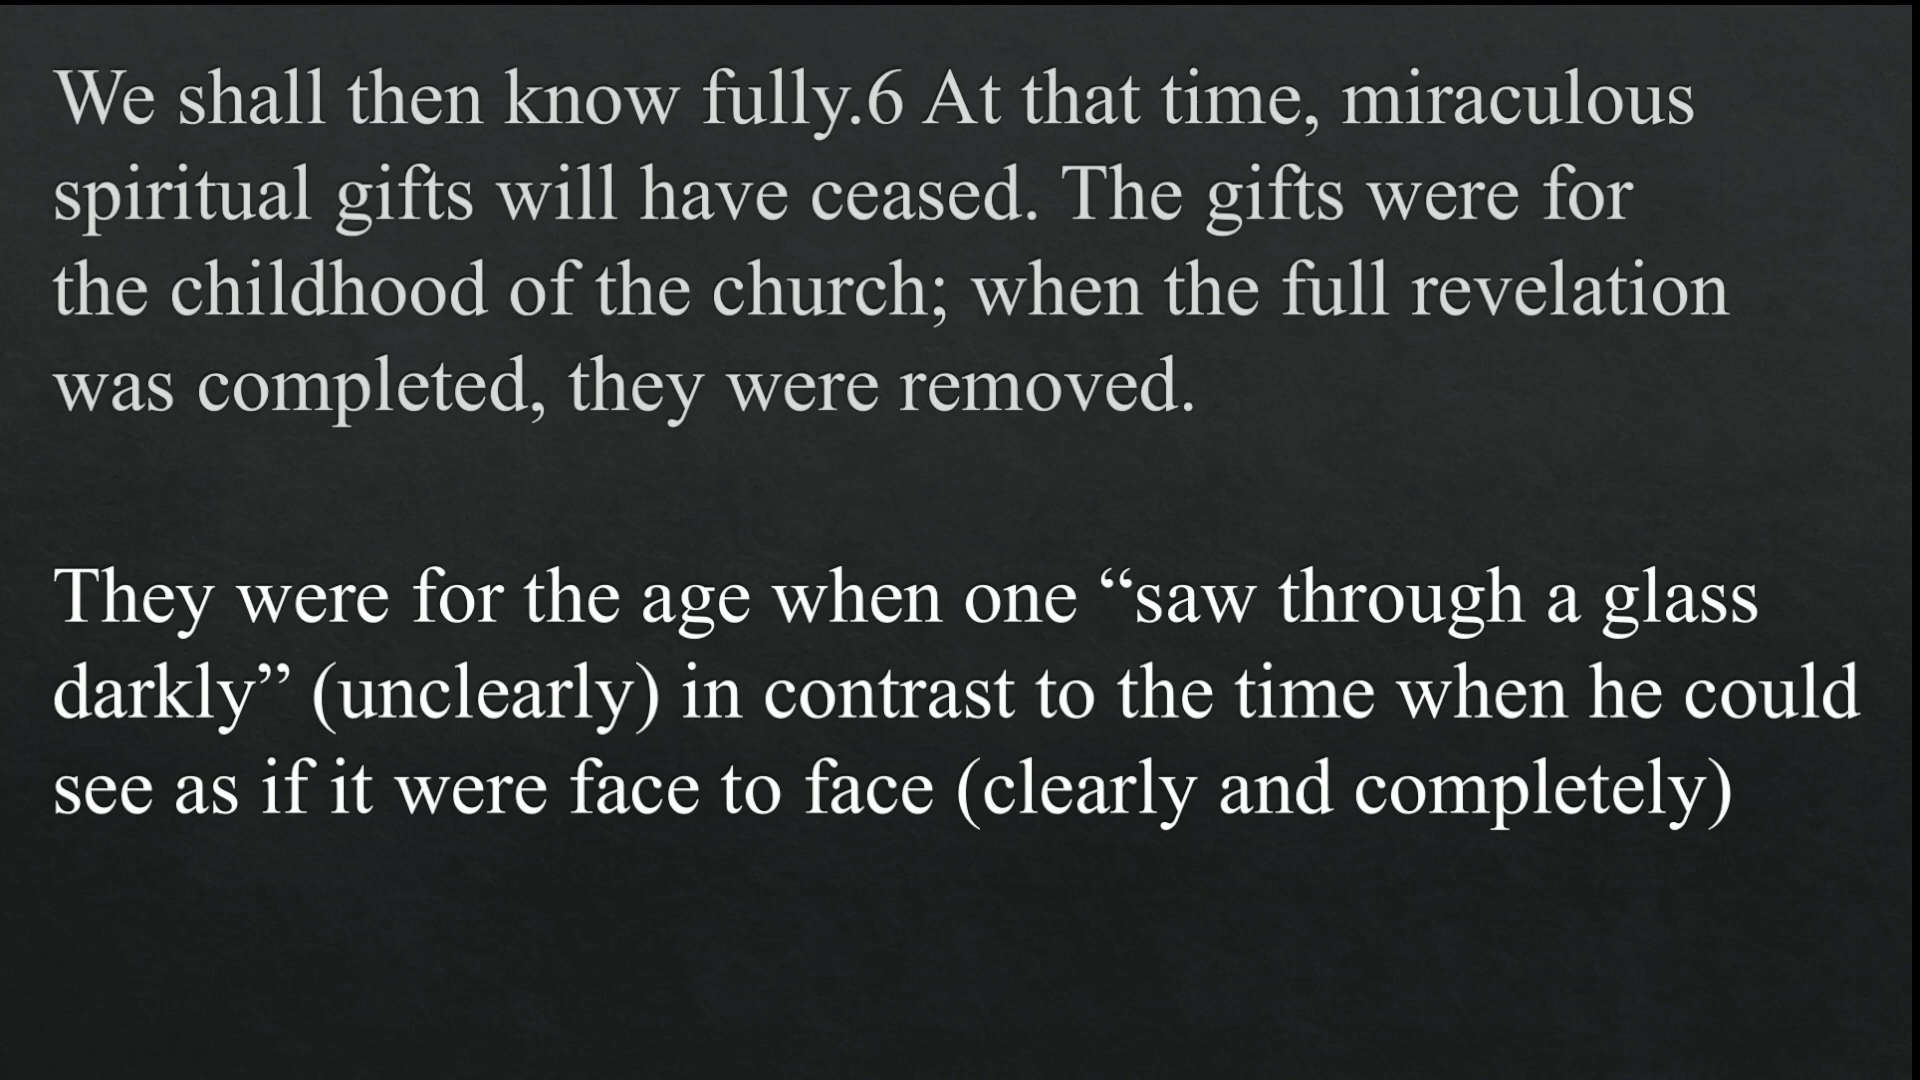 We shall then know fully.6 At that time, miraculous
spiritual gifts will have ceased. The gifts were for
the childhood of the church; when the full revelation
was completed, they were removed.
They were for the age when one “saw through a glass
darkly” (unclearly) in contrast to the time when he could
see as if it were face to face (clearly and completely)